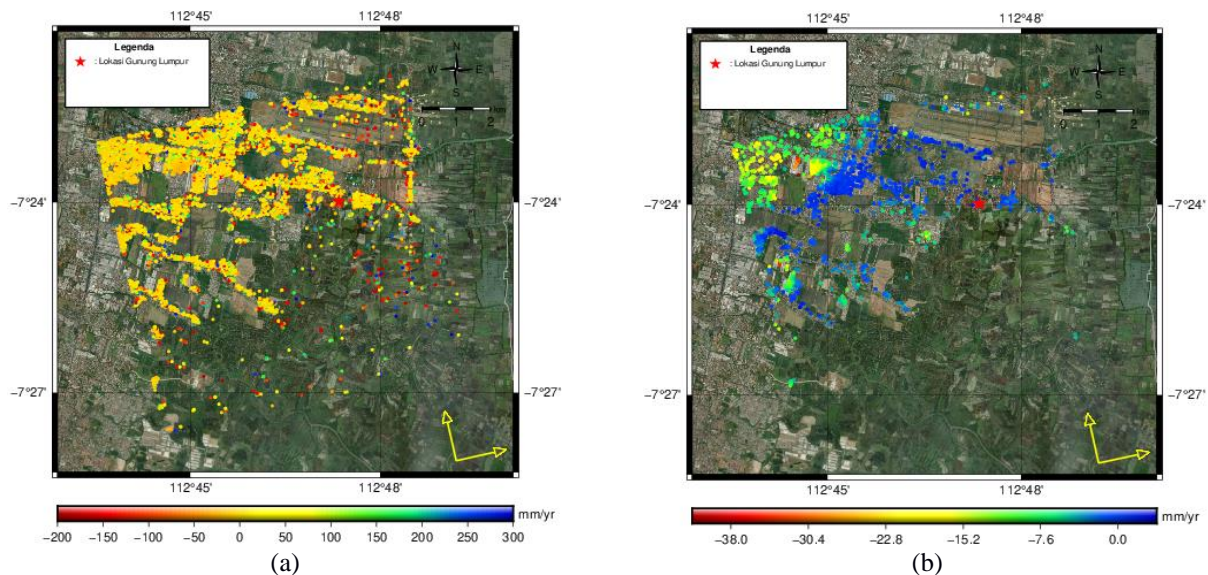 112°45'
112°48'
Legenda
★ : Lokasi Gunung Lumpur
N
W E
S
km
0 1 2
−7°24'
−7°24'
−7°27'
−7°27'
112°45'
112°48'
−200 −150 −100 −50 0 50 100 150 200 250 300
mm/yr
(a)
112°45'
112°48'
Legenda
★ : Lokasi Gunung Lumpur
N
W E
S
km
0 1 2
−7°24'
−7°24'
−7°27'
−7°27'
112°45'
112°48'
−38.0 −30.4 −22.8 −15.2 −7.6 0.0
mm/yr
(b)